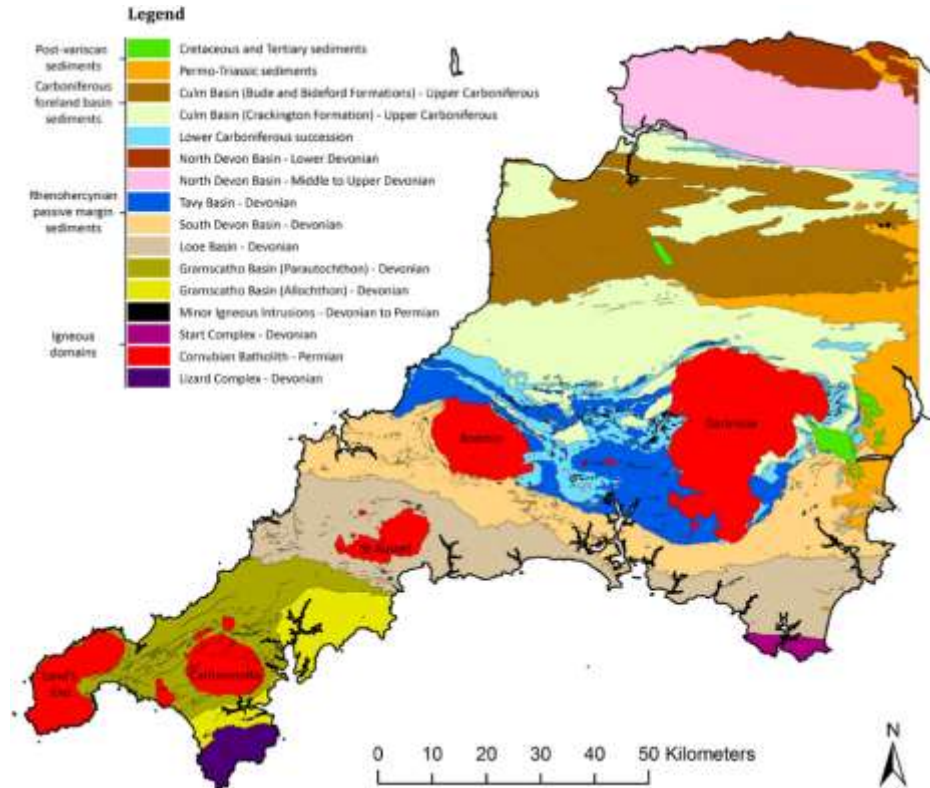 Legend
Post-variscan
sediments
Carboniferous
foreland basin
sediments
Rhenohercynian
passive margin
sediments
Igneous
domains
Cretaceous and Tertiary sediments
Permo-Triassic sediments
Culm Basin (Bude and Bideford Formations) - Upper Carboniferous
Culm Basin (Crackington Formation) - Upper Carboniferous
Lower Carboniferous succession
North Devon Basin - Lower Devonian
North Devon Basin - Middle to Upper Devonian
Tavy Basin - Devonian
South Devon Basin - Devonian
Looe Basin - Devonian
Gramscatho Basin (Parautochthon) - Devonian
Gramscatho Basin (Allochthon) - Devonian
Minor Igneous Intrusions - Devonian to Permian
Start Complex - Devonian
Cornubian Batholith - Permian
Lizard Complex - Devonian
Dartmoor
Bodmin
St Austell
Land's
End
Carnmenellis
N
0 10 20 30 40 50 Kilometers